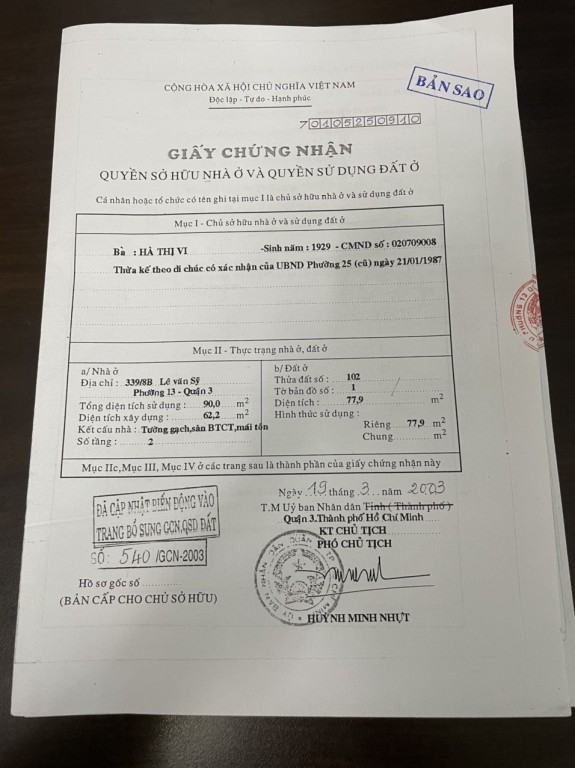 CỘNG HÒA XÃ HỘI CHỦ NGHĨA VIỆT NAM
Độc lập - Tự do - Hạnh phúc
BẢN SAO
7010525091 0
GIẤY CHỨNG NHẬN
QUYỀN SỞ HỮU NHÀ Ở VÀ QUYỀN SỬ DỤNG ĐẤT Ở
Cá nhân hoặc tổ chức có tên ghi tại mục I là chủ sở hữu nhà ở và sử dụng đất ở
Mục I - Chủ sở hữu nhà ở và sử dụng đất ở
Bà : HÀ THỊ VI -Sinh năm : 1929 - CMND số : 020709008
Thừa kế theo di chúc có xác nhận của UBND Phường 25 (cũ) ngày 21/01/1987
Mục II - Thực trạng nhà ở, đất ở
a/ Nhà ở
Địa chỉ : 339/8B Lê văn Sỹ
Phường 13 - Quận 3
Tổng diện tích sử dụng : 90,0 m2
Diện tích xây dựng : 62,2 m2
Kết cấu nhà : Tường gạch,sàn BTCT,mái tôn
Số tầng : 2
b/ Đất ở
Thửa đất số : 102
Tờ bản đồ số : 1
Diện tích : 77,9 m2
Hình thức sử dụng :
Riêng 77,9 m2
Chung m2
Mục IIc,Mục III, Mục IV ở các trang sau là thành phần của giấy chứng nhận này
ĐÃ CẬP NHẬT BIẾN ĐỘNG VÀO
TRANG BỔ SUNG GCN,QSD ĐẤT
SỐ: 540/GCN-2003
Hồ sơ gốc số
(BẢN CẤP CHO CHỦ SỞ HỮU)
Ngày 19 tháng 3 năm 2003
T.M Uỷ ban Nhân dân Tỉnh ( Thành phố )
Quận 3.Thành phố Hồ Chí Minh
KT CHỦ TỊCH
PHÓ CHỦ TỊCH
HUỲNH MINH NHỰT